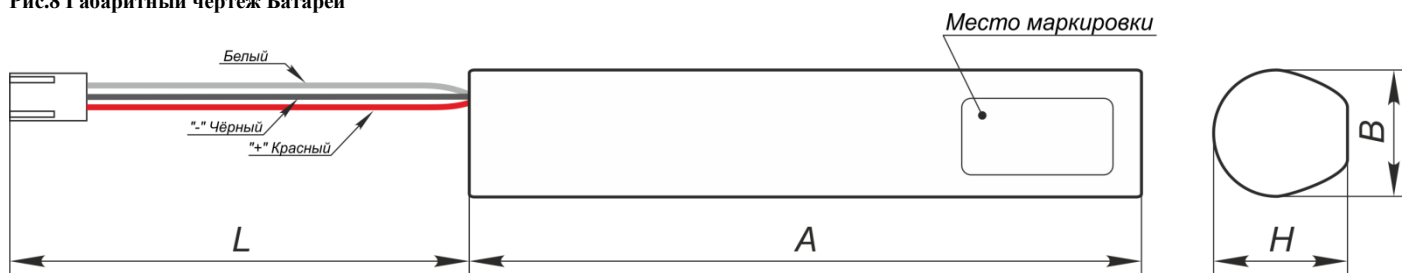 Рис.8 Габаритный чертеж Батареи
Место маркировки
Белый
"-" Чёрный
"+" Красный
L
A
H
B